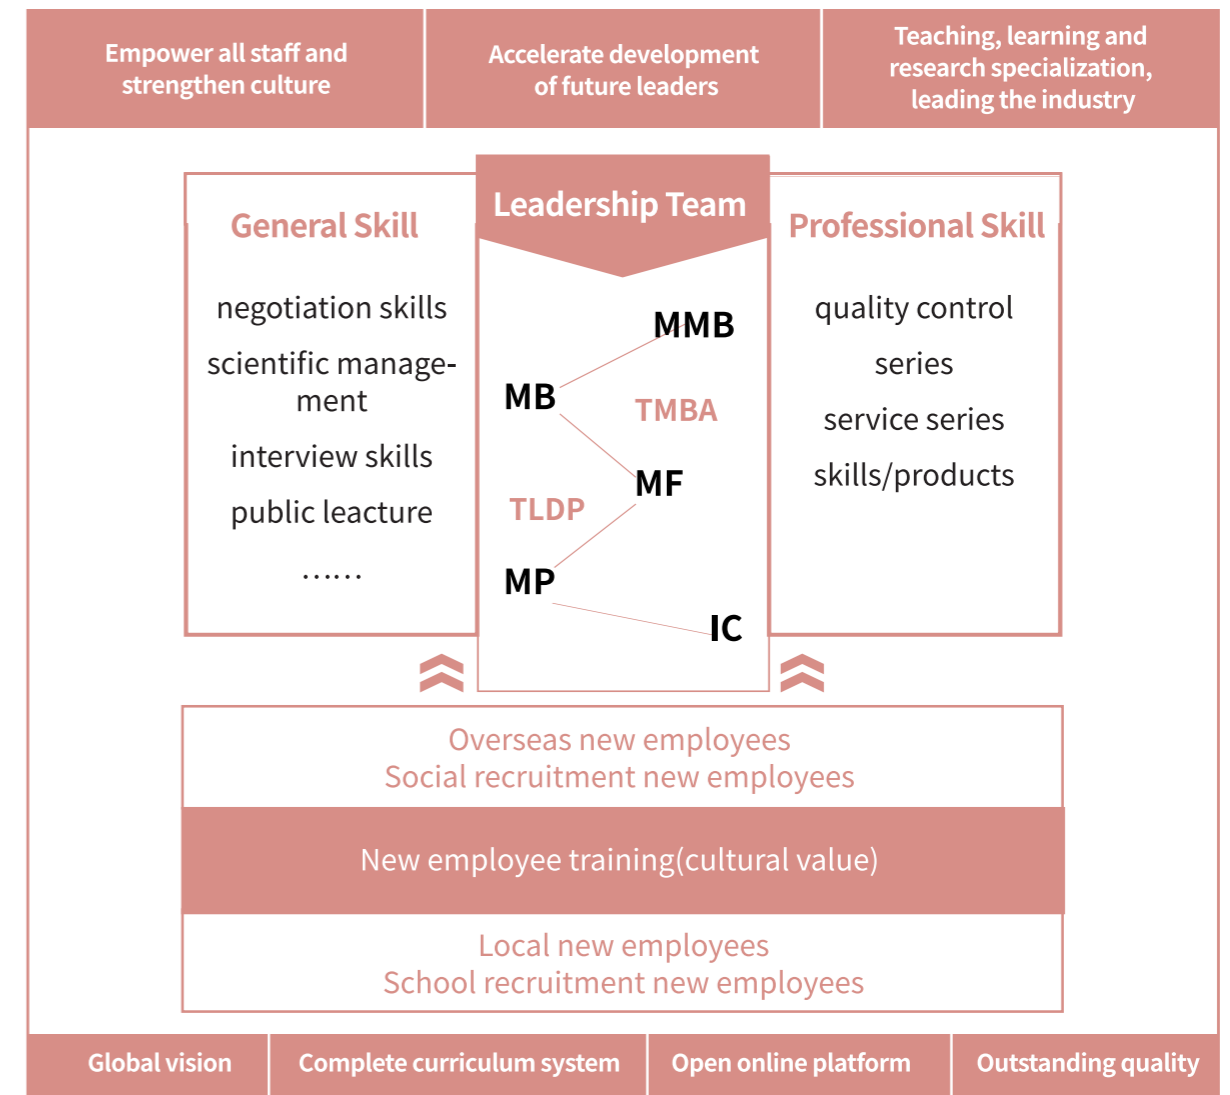 Empower all staff and
strengthen culture
Accelerate development
of future leaders
Teaching, learning and
research specialization,
leading the industry
General Skill
negotiation skills
scientific manage-
ment
interview skills
public leacture
······
Leadership Team
MMB
MB
TMBA
MF
TLDP
MP
IC
Professional Skill
quality control
series
service series
skills/products
Overseas new employees
Social recruitment new employees
New employee training(cultural value)
Local new employees
School recruitment new employees
Global vision
Complete curriculum system
Open online platform
Outstanding quality